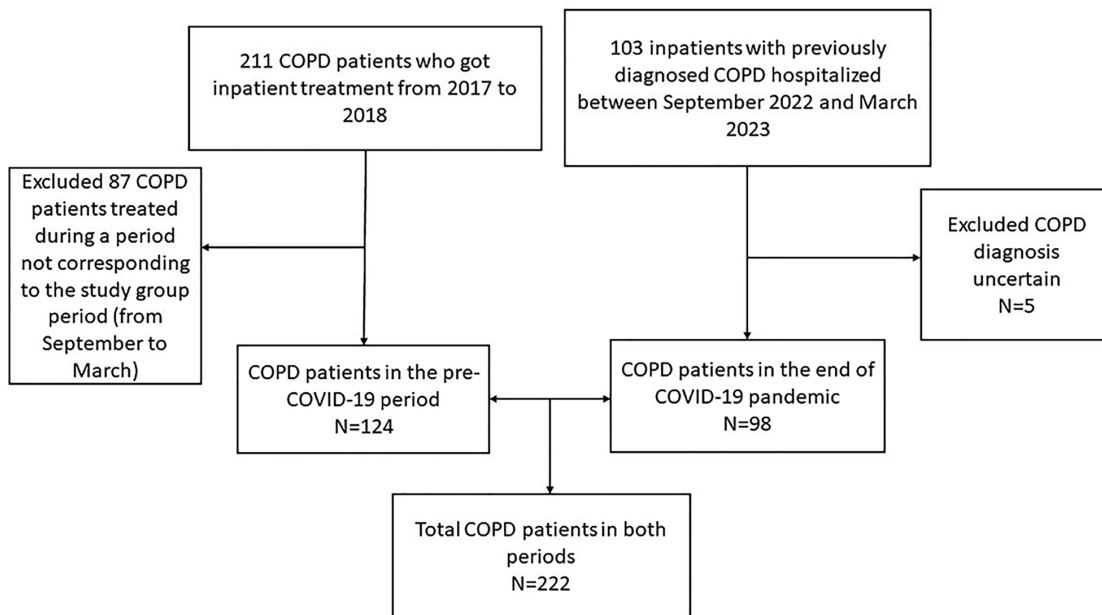 211 COPD patients who got
inpatient treatment from 2017 to
2018
103 inpatients with previously
diagnosed COPD hospitalized
between September 2022 and March
2023
Excluded 87 COPD
patients treated
during a period
not corresponding
to the study group
period (from
September to
March)
Excluded COPD
diagnosis
uncertain
N=5
COPD patients in the pre-
COVID-19 period
N=124
COPD patients in the end of
COVID-19 pandemic
N=98
Total COPD patients in both
periods
N=222